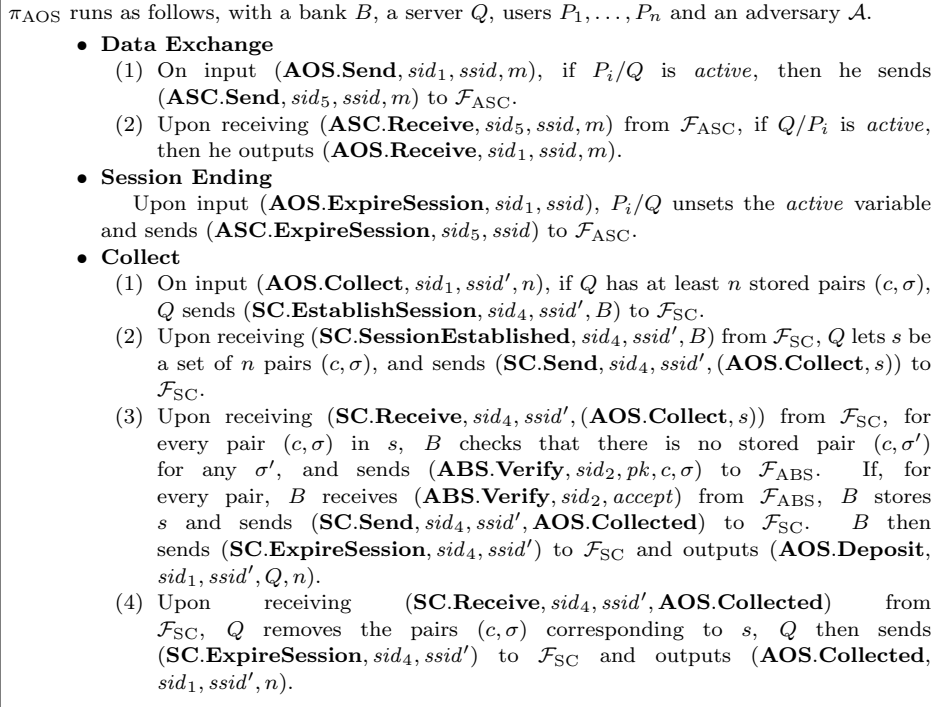 π_AOS runs as follows, with a bank B, a server Q, users P_1, . . . , P_n and an adversary 𝒜.
• Data Exchange
(1) On input (AOS.Send, sid_1, ssid, m), if P_i/Q is active, then he sends
(ASC.Send, sid_5, ssid, m) to ℱ_ASC.
(2) Upon receiving (ASC.Receive, sid_5, ssid, m) from ℱ_ASC, if Q/P_i is active,
then he outputs (AOS.Receive, sid_1, ssid, m).
• Session Ending
Upon input (AOS.ExpireSession, sid_1, ssid), P_i/Q unsets the active variable
and sends (ASC.ExpireSession, sid_5, ssid) to ℱ_ASC.
• Collect
(1) On input (AOS.Collect, sid_1, ssid′, n), if Q has at least n stored pairs (c, σ),
Q sends (SC.EstablishSession, sid_4, ssid′, B) to ℱ_SC.
(2) Upon receiving (SC.SessionEstablished, sid_4, ssid′, B) from ℱ_SC, Q lets s be
a set of n pairs (c, σ), and sends (SC.Send, sid_4, ssid′, (AOS.Collect, s)) to
ℱ_SC.
(3) Upon receiving (SC.Receive, sid_4, ssid′, (AOS.Collect, s)) from ℱ_SC, for
every pair (c, σ) in s, B checks that there is no stored pair (c, σ′)
for any σ′, and sends (ABS.Verify, sid_2, pk, c, σ) to ℱ_ABS. If, for
every pair, B receives (ABS.Verify, sid_2, accept) from ℱ_ABS, B stores
s and sends (SC.Send, sid_4, ssid′, AOS.Collected) to ℱ_SC. B then
sends (SC.ExpireSession, sid_4, ssid′) to ℱ_SC and outputs (AOS.Deposit,
sid_1, ssid′, Q, n).
(4) Upon receiving (SC.Receive, sid_4, ssid′, AOS.Collected) from
ℱ_SC, Q removes the pairs (c, σ) corresponding to s, Q then sends
(SC.ExpireSession, sid_4, ssid′) to ℱ_SC and outputs (AOS.Collected,
sid_1, ssid′, n).